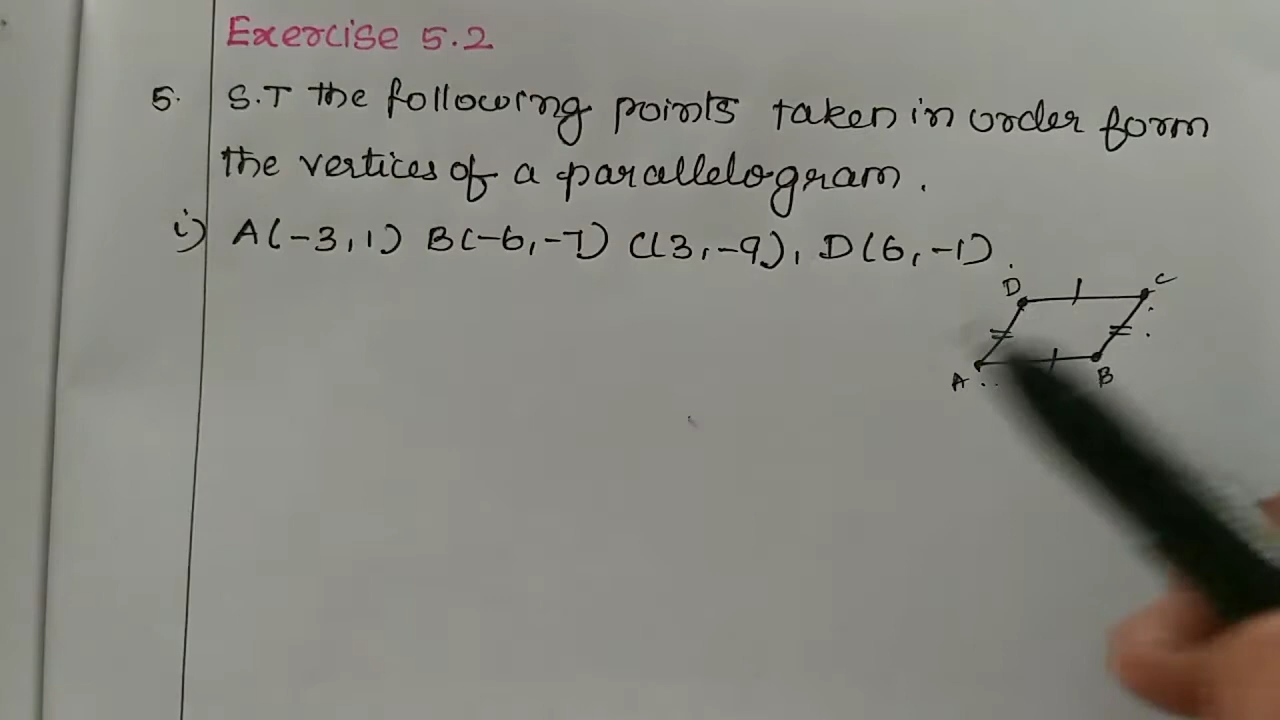 Exercise 5.2
5. S.T the following points taken in order form
the vertices of a parallelogram.
i) A(-3,1) B(-6,-7) C(3,-9), D(6,-1).
D C
A B